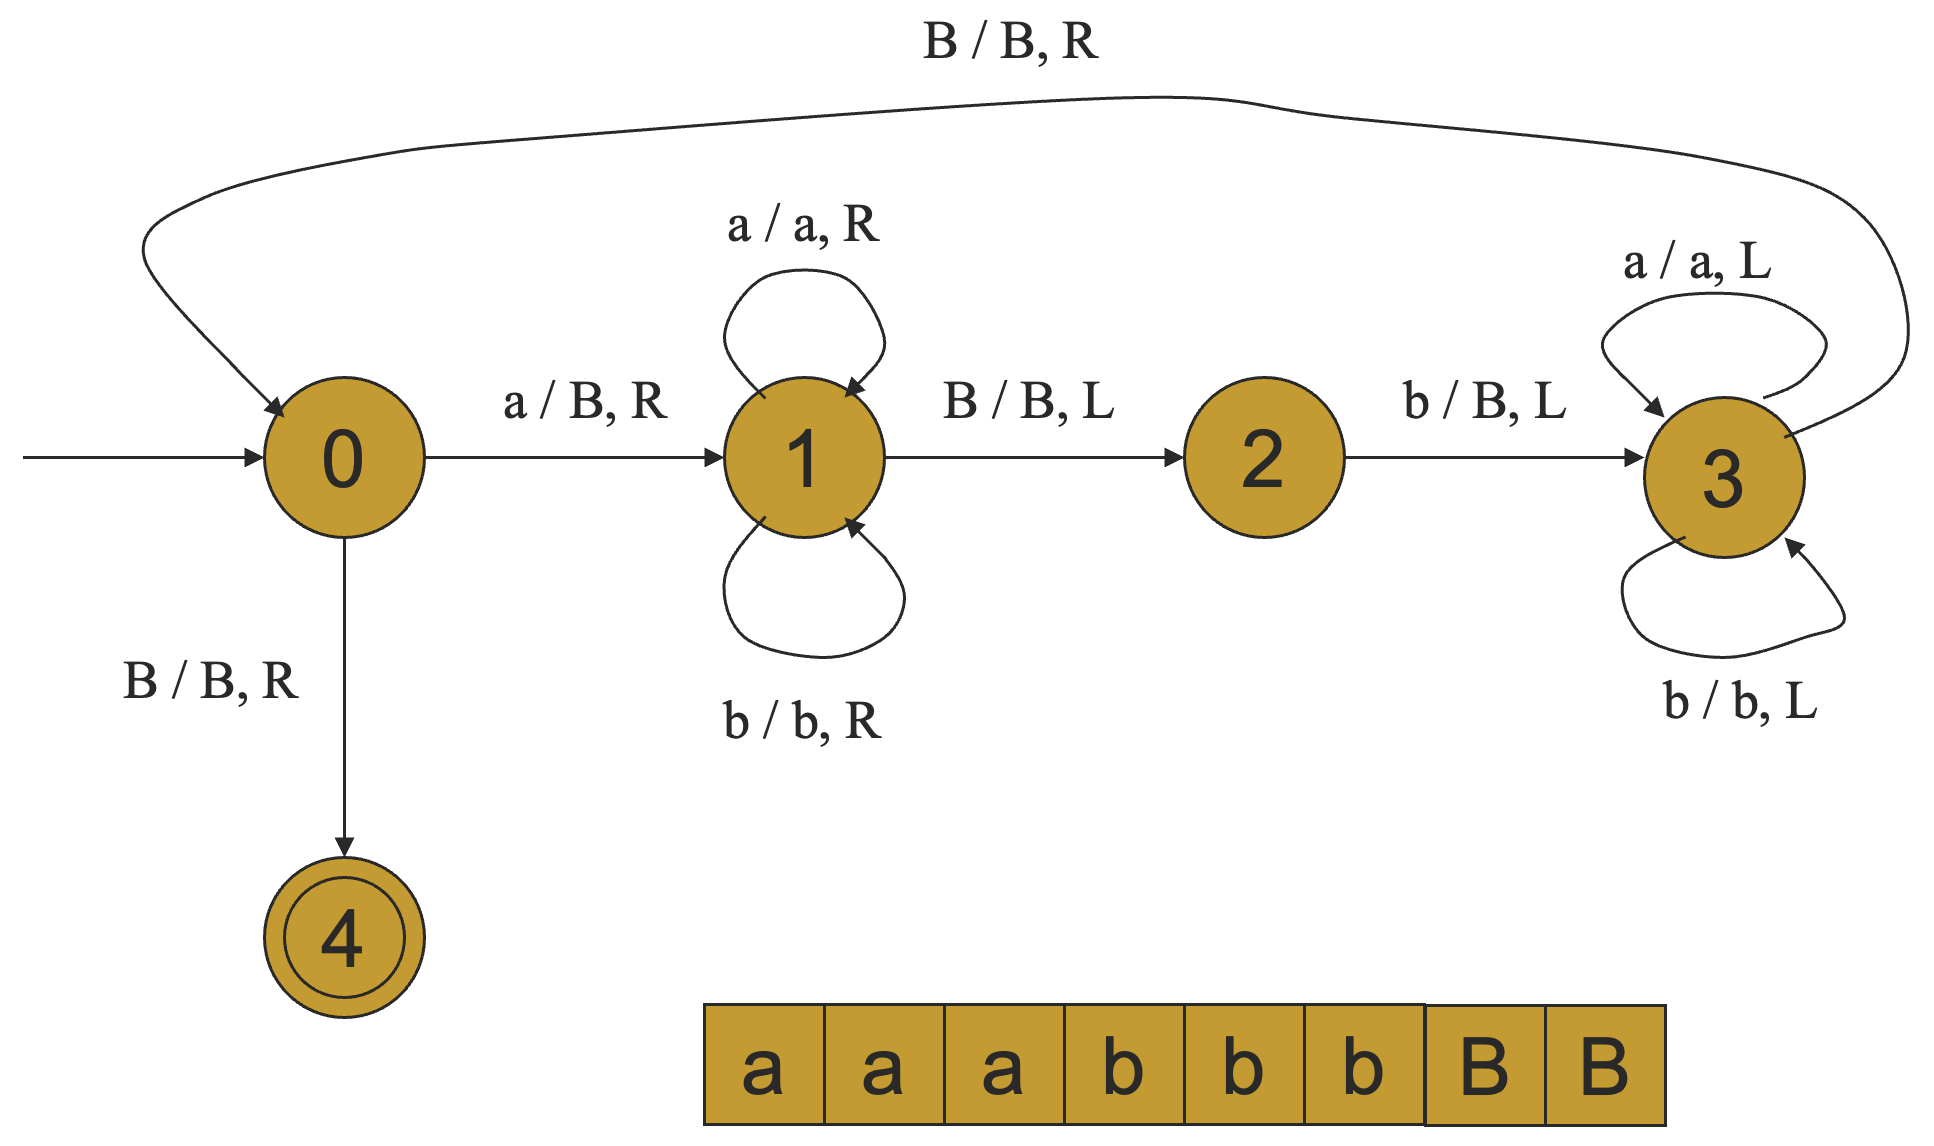 B / B, R
a / a, R
a / a, L
a / B, R
B / B, L
b / B, L
0
1
2
3
B / B, R
b / b, R
b / b, L
4
a a a b b b B B